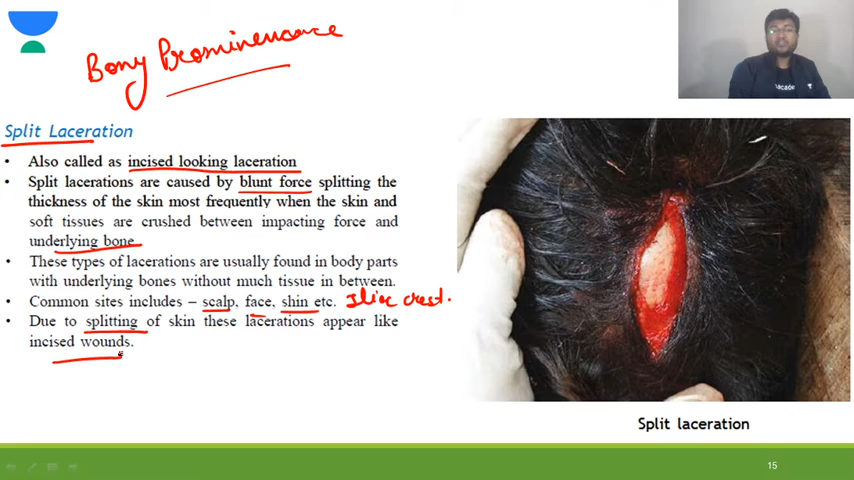 Bony Prominenance
Split Laceration
• Also called as incised looking laceration
• Split lacerations are caused by blunt force splitting the
thickness of the skin most frequently when the skin and
soft tissues are crushed between impacting force and
underlying bone
• These types of lacerations are usually found in body parts
with underlying bones without much tissue in between.
• Common sites includes – scalp, face, shin etc. Iliac crest.
• Due to splitting of skin these lacerations appear like
incised wounds.
Split laceration
15